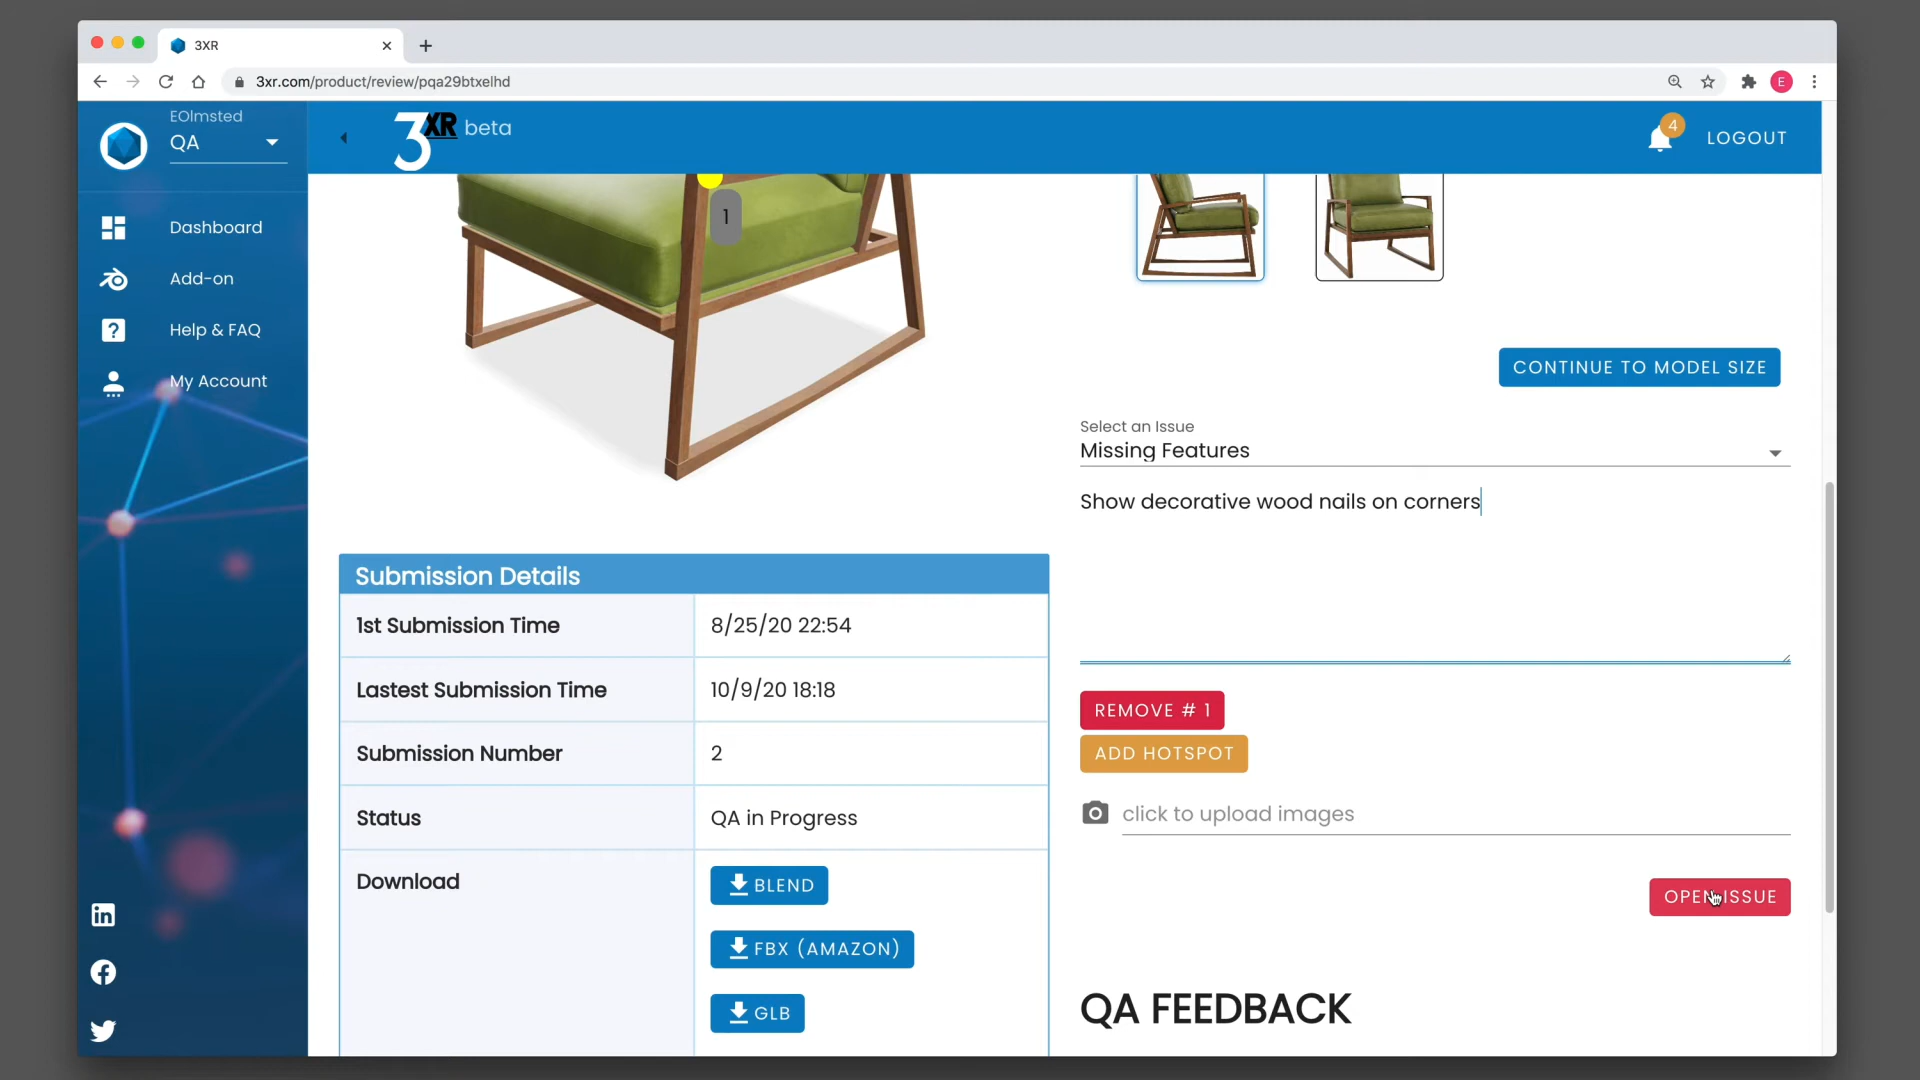 3XR
3xr.com/product/review/pqa29btxelhd
E
EOlmsted
QA
3XR beta
4
LOGOUT
Dashboard
Add-on
Help & FAQ
My Account
1
CONTINUE TO MODEL SIZE
Select an Issue
Missing Features
Show decorative wood nails on corners
REMOVE # 1
ADD HOTSPOT
click to upload images
OPEN ISSUE
QA FEEDBACK
Submission Details
1st Submission Time 8/25/20 22:54
Lastest Submission Time 10/9/20 18:18
Submission Number 2
Status QA in Progress
Download BLEND
FBX (AMAZON)
GLB